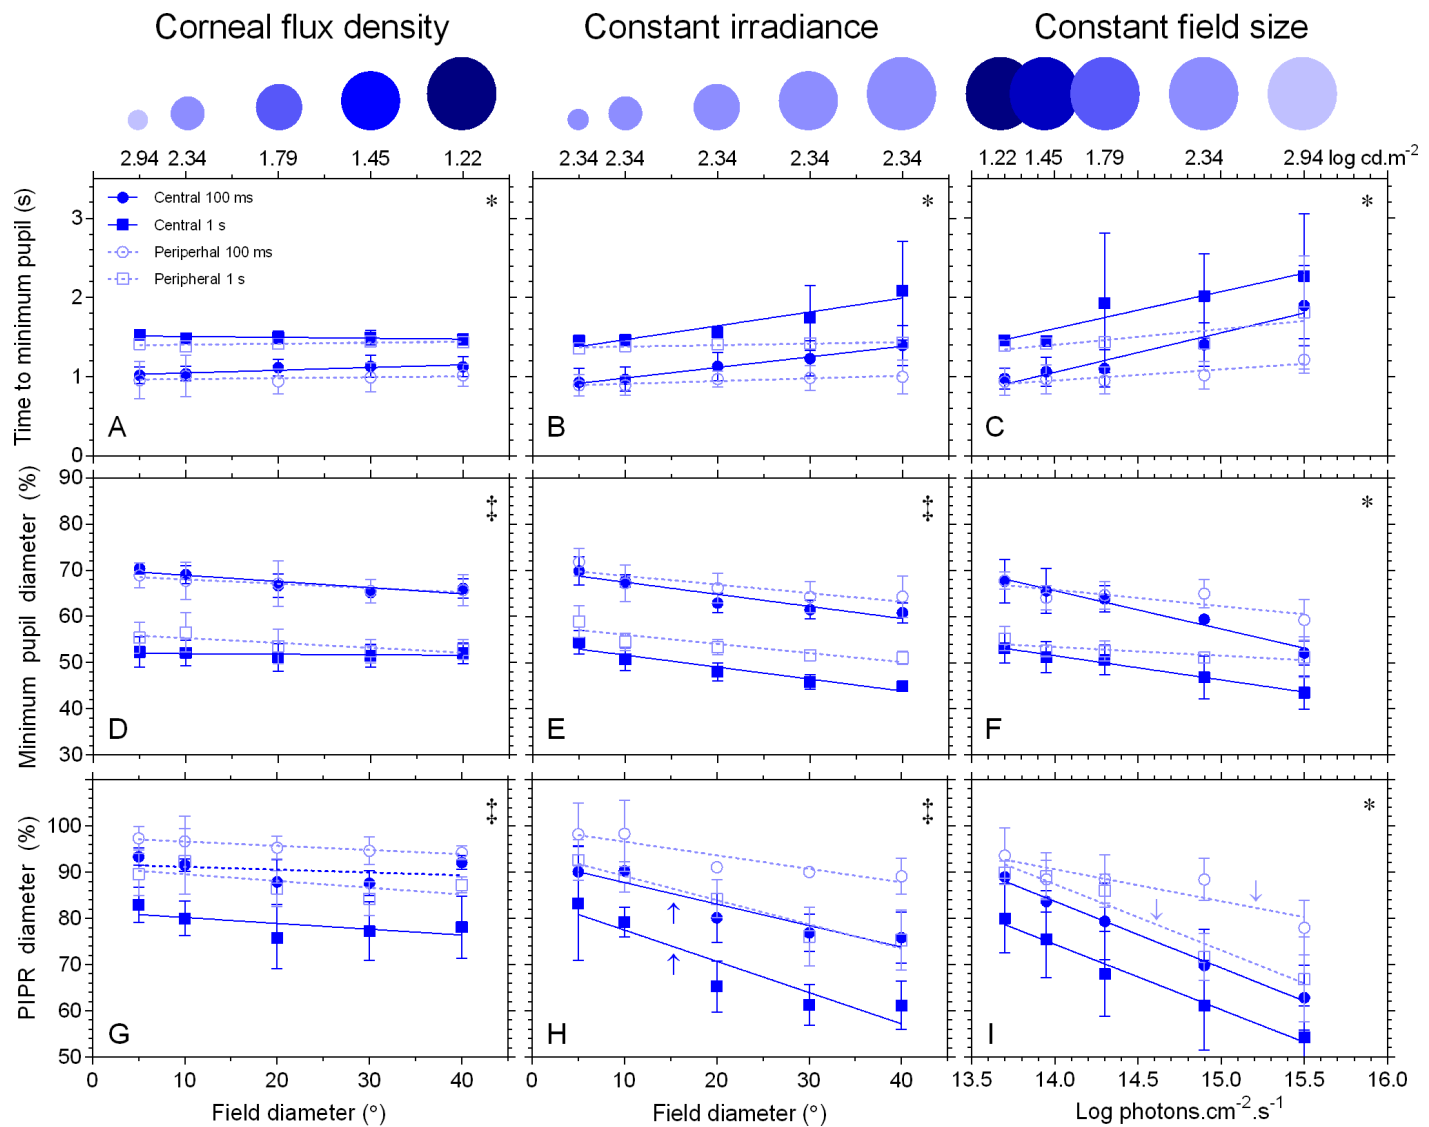 Corneal flux density
Constant irradiance
Constant field size
2.94 2.34 1.79 1.45 1.22
2.34 2.34 2.34 2.34 2.34
1.22 1.45 1.79 2.34 2.94 log cd.m-2
Time to minimum pupil (s)
3
2
1
0
Central 100 ms
Central 1 s
Periperhal 100 ms
Peripheral 1 s
*
A
*
B
*
C
Minimum pupil diameter (%)
90
80
70
60
50
40
30
‡
D
‡
E
*
F
PIPR diameter (%)
100
90
80
70
60
50
‡
G
↑
↑
‡
H
↓
↓
*
I
0 10 20 30 40
0 10 20 30 40
13.5 14.0 14.5 15.0 15.5 16.0
Field diameter (°)
Field diameter (°)
Log photons.cm-2.s-1